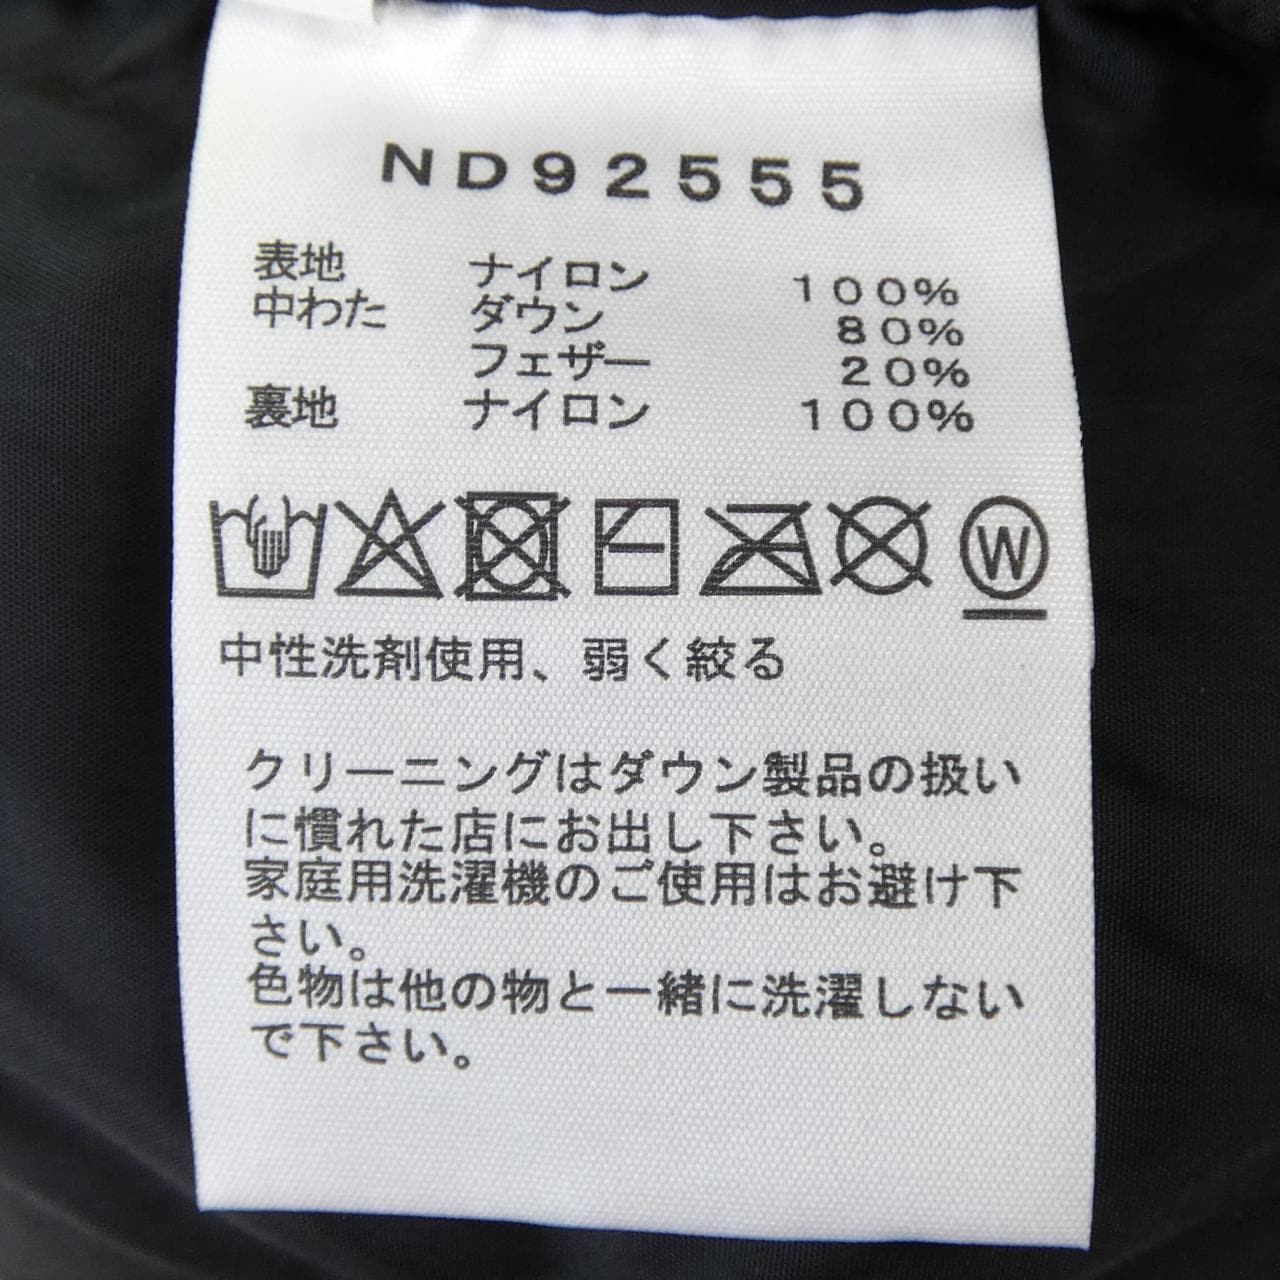 ND92555
表地 ナイロン 100%
中わた ダウン 80%
フェザー 20%
裏地 ナイロン 100%
W
中性洗剤使用、弱く絞る
クリーニングはダウン製品の扱い
に慣れた店にお出し下さい。
家庭用洗濯機のご使用はお避け下
さい。
色物は他の物と一緒に洗濯しない
で下さい。